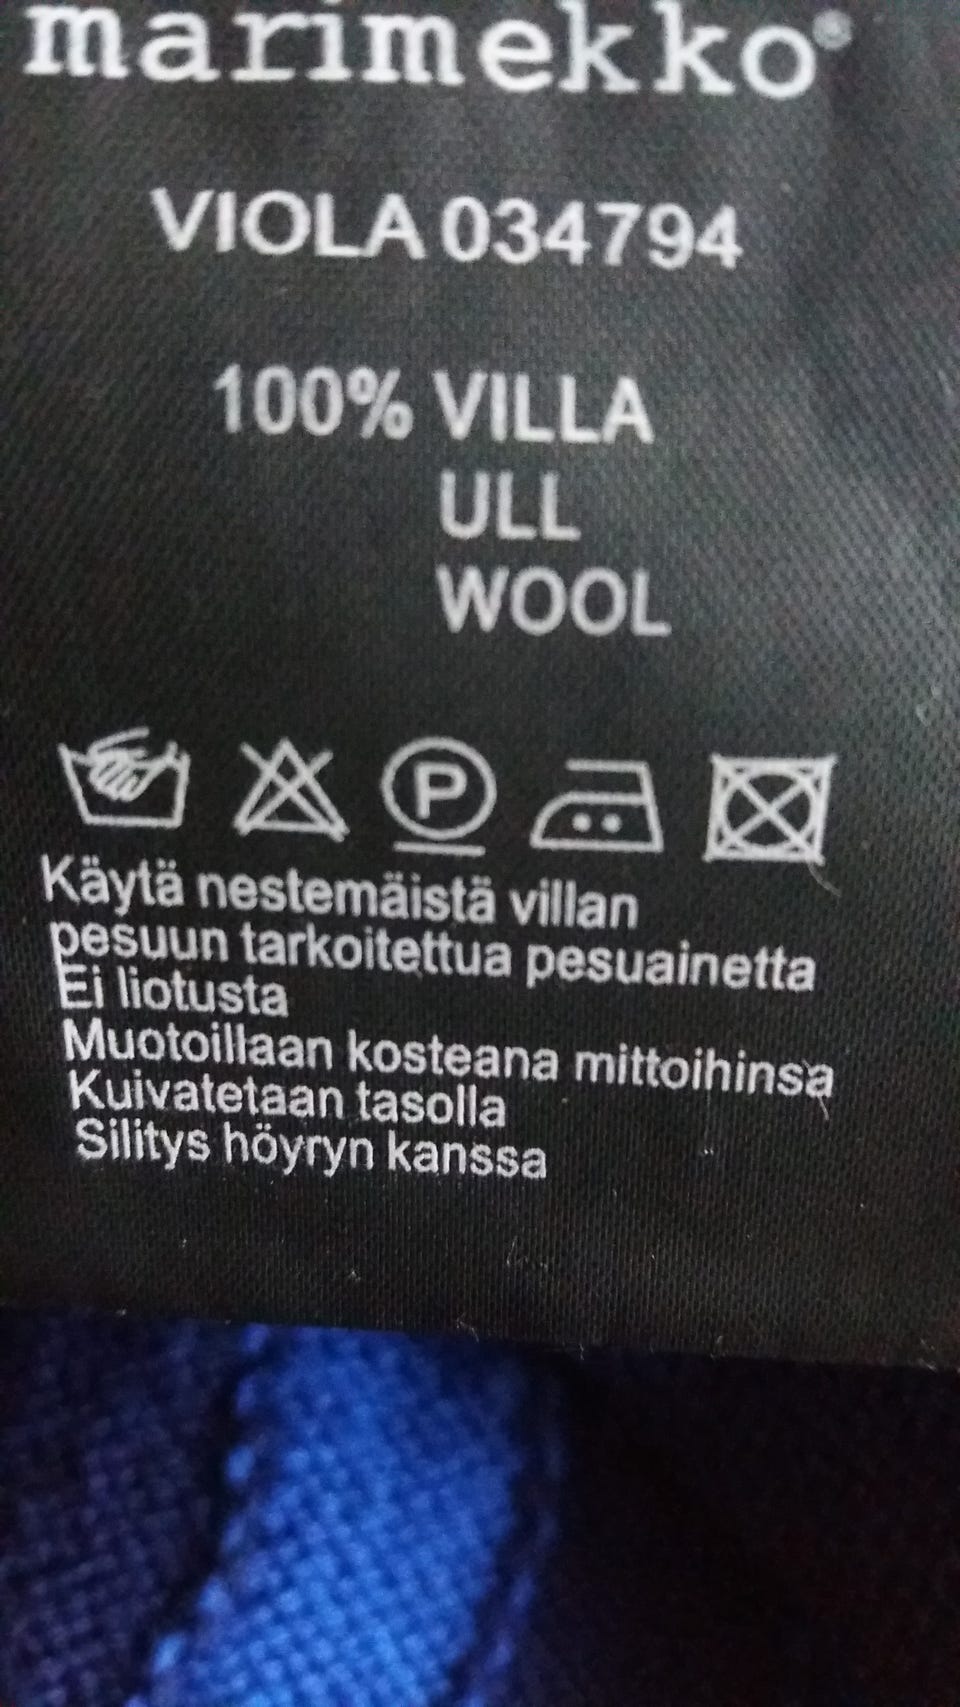 marimekko®
VIOLA 034794
100% VILLA
ULL
WOOL
P
Käytä nestemäistä villan
pesuun tarkoitettua pesuainetta
Ei liotusta
Muotoillaan kosteana mittoihinsa
Kuivatetaan tasolla
Silitys höyryn kanssa